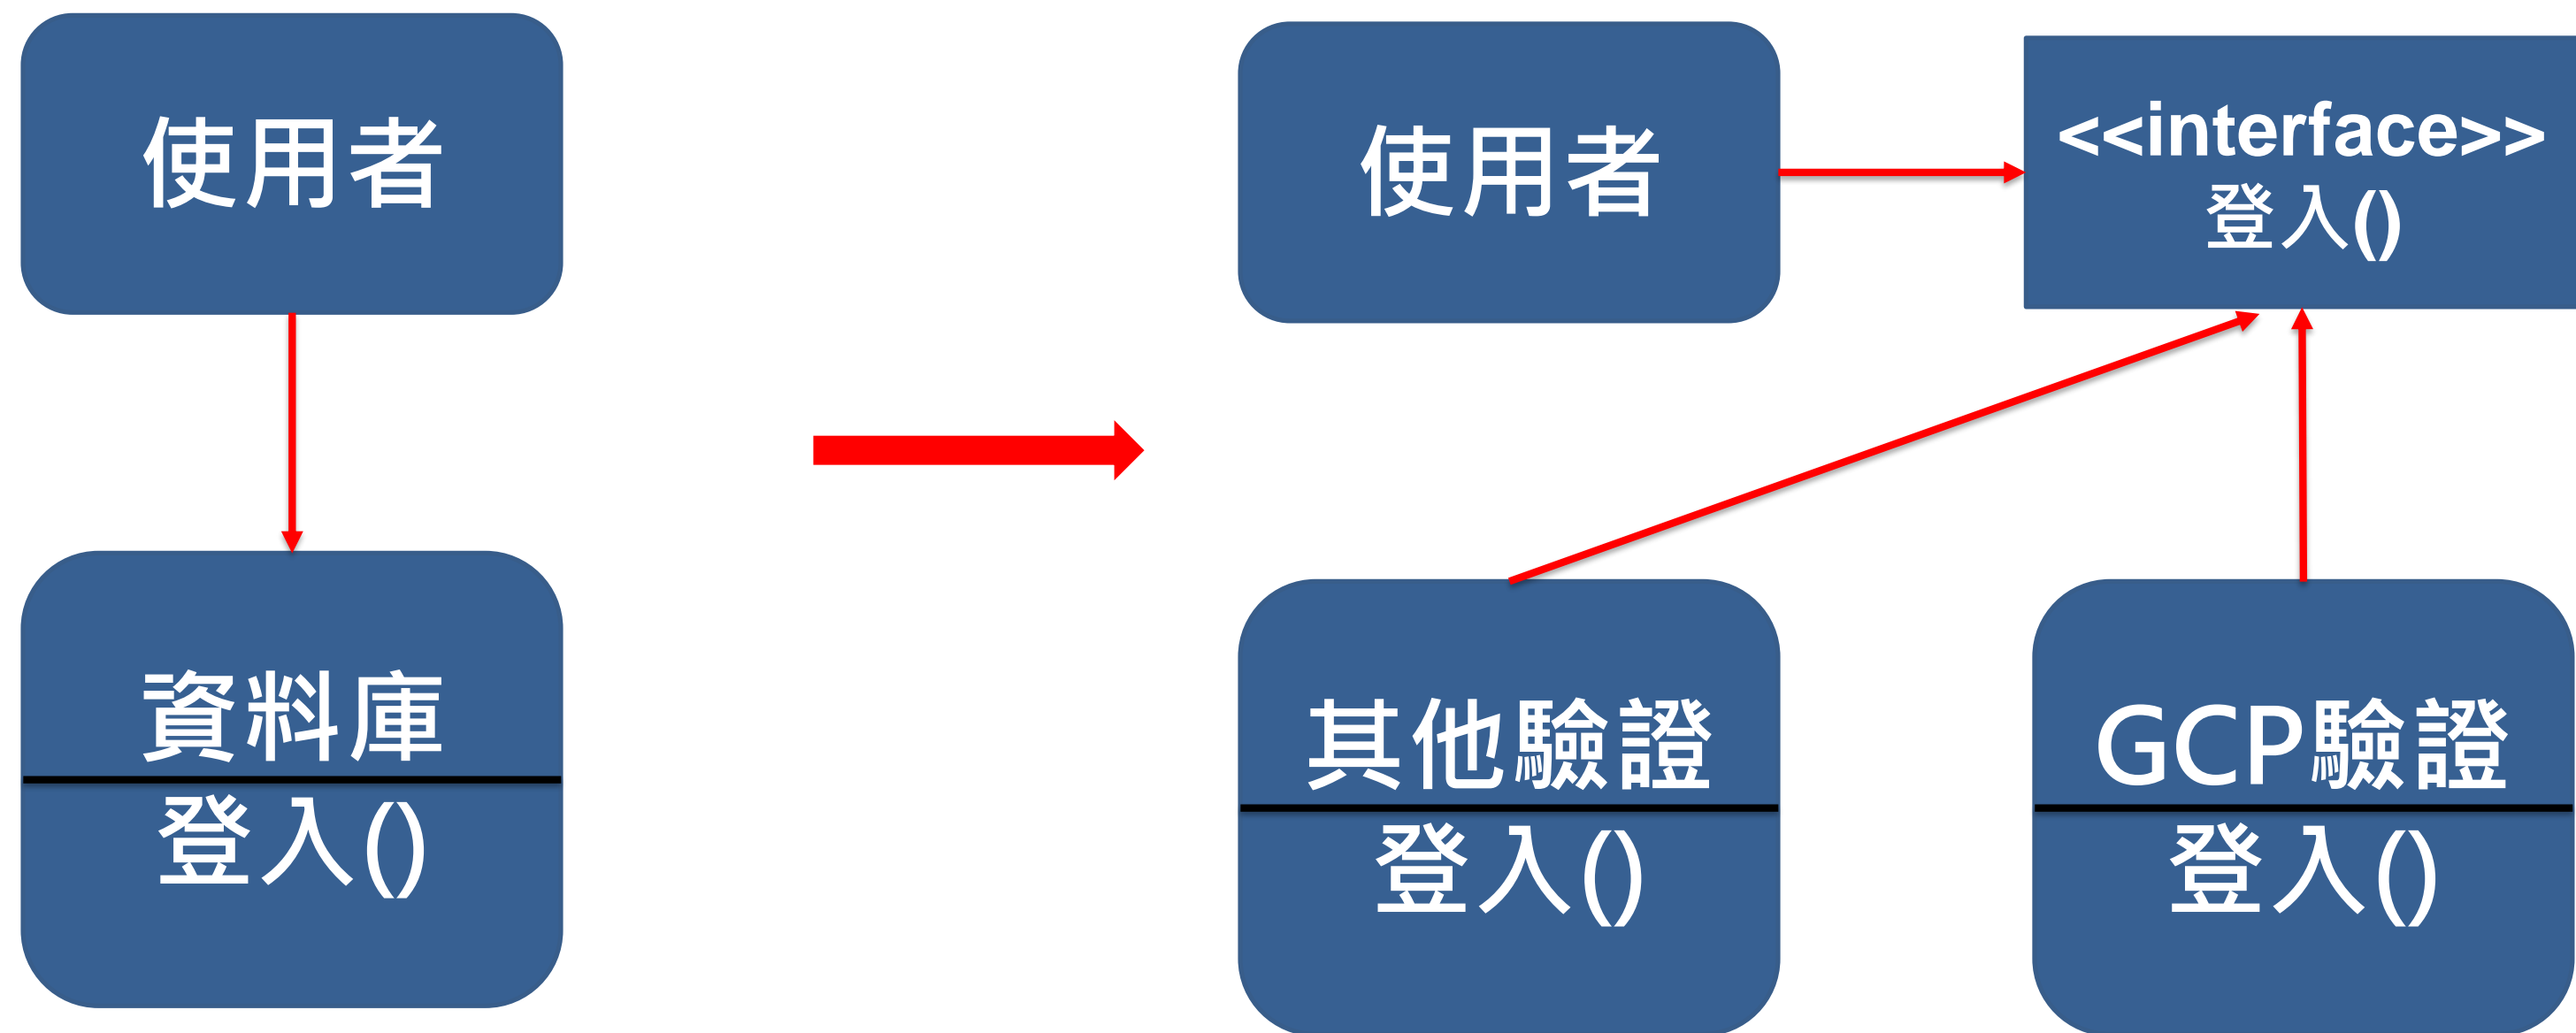 使用者
資料庫
登入()
使用者
<<interface>>
登入()
其他驗證
登入()
GCP驗證
登入()